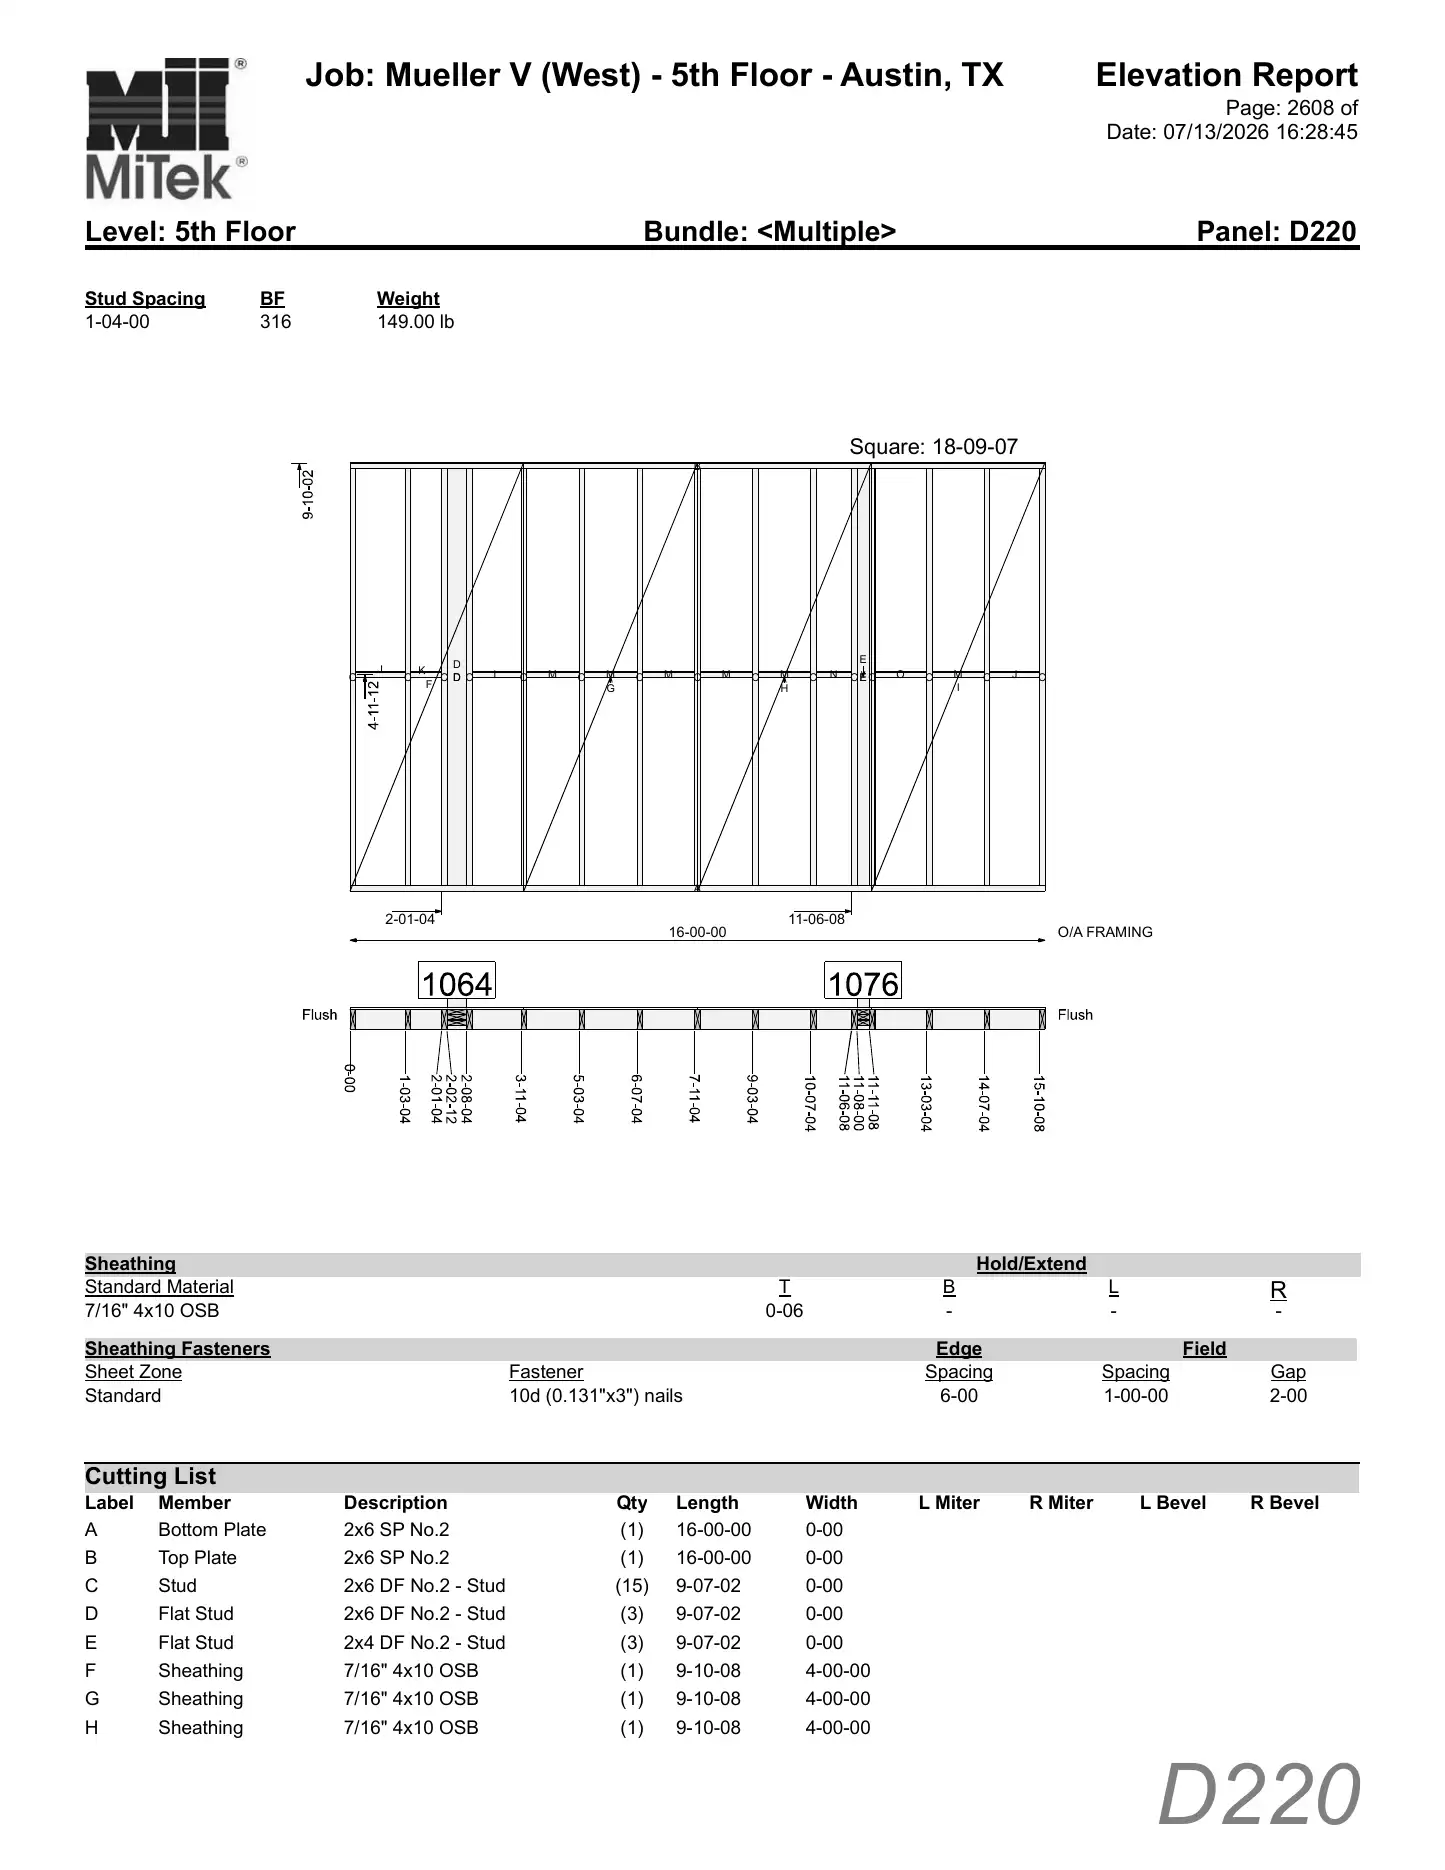 Job: Mueller V (West) - 5th Floor - Austin, TX
Elevation Report
Page: 2608 of
Date: 07/13/2026 16:28:45
MiTek®
Level: 5th Floor Bundle: <Multiple> Panel: D220
Stud Spacing BF Weight
1-04-00 316 149.00 lb
Square: 18-09-07
9-10-02
D
E
K
D
M
M
M
M
N
E
O
M
J
F
G
H
I
4-11-12
2-01-04 11-06-08
16-00-00 O/A FRAMING
1064 1076
Flush Flush
0-00
1-03-04
2-01-04
2-02-12
2-08-04
3-11-04
5-03-04
6-07-04
7-11-04
9-03-04
10-07-04
11-06-08
11-08-00
11-11-08
13-03-04
14-07-04
15-10-08
Sheathing Hold/Extend
Standard Material T B L R
7/16" 4x10 OSB 0-06 - - -
Sheathing Fasteners Edge Field
Sheet Zone Fastener Spacing Spacing Gap
Standard 10d (0.131"x3") nails 6-00 1-00-00 2-00
Cutting List
Label Member Description Qty Length Width L Miter R Miter L Bevel R Bevel
A Bottom Plate 2x6 SP No.2 (1) 16-00-00 0-00
B Top Plate 2x6 SP No.2 (1) 16-00-00 0-00
C Stud 2x6 DF No.2 - Stud (15) 9-07-02 0-00
D Flat Stud 2x6 DF No.2 - Stud (3) 9-07-02 0-00
E Flat Stud 2x4 DF No.2 - Stud (3) 9-07-02 0-00
F Sheathing 7/16" 4x10 OSB (1) 9-10-08 4-00-00
G Sheathing 7/16" 4x10 OSB (1) 9-10-08 4-00-00
H Sheathing 7/16" 4x10 OSB (1) 9-10-08 4-00-00
D220